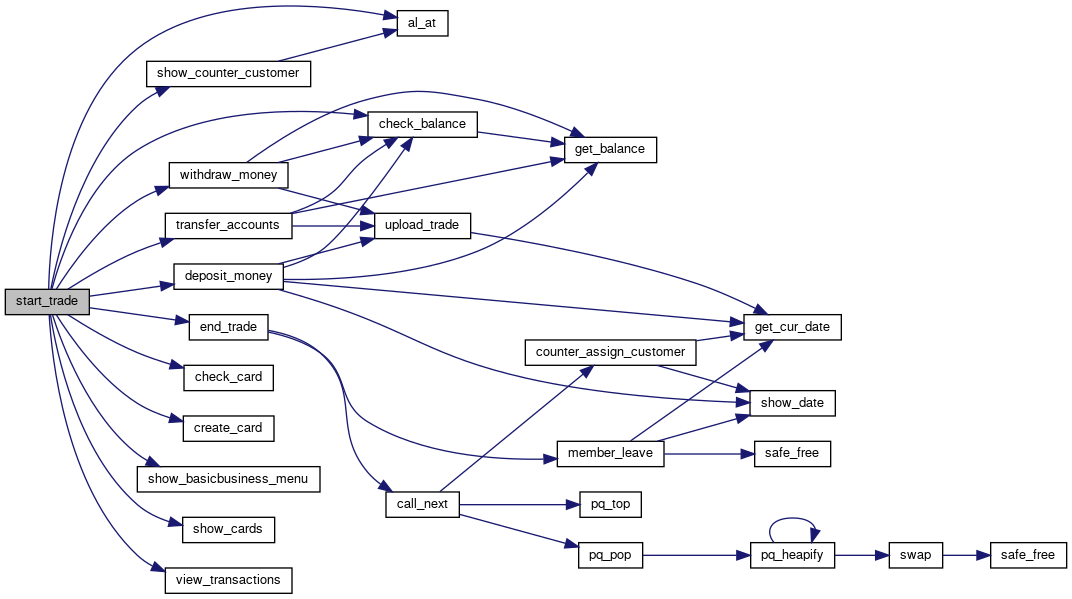 al_at
show_counter_customer
check_balance
get_balance
withdraw_money
transfer_accounts
upload_trade
deposit_money
start_trade
end_trade
get_cur_date
counter_assign_customer
check_card
show_date
create_card
member_leave
safe_free
show_basicbusiness_menu
call_next
pq_top
show_cards
pq_pop
pq_heapify
swap
safe_free
view_transactions